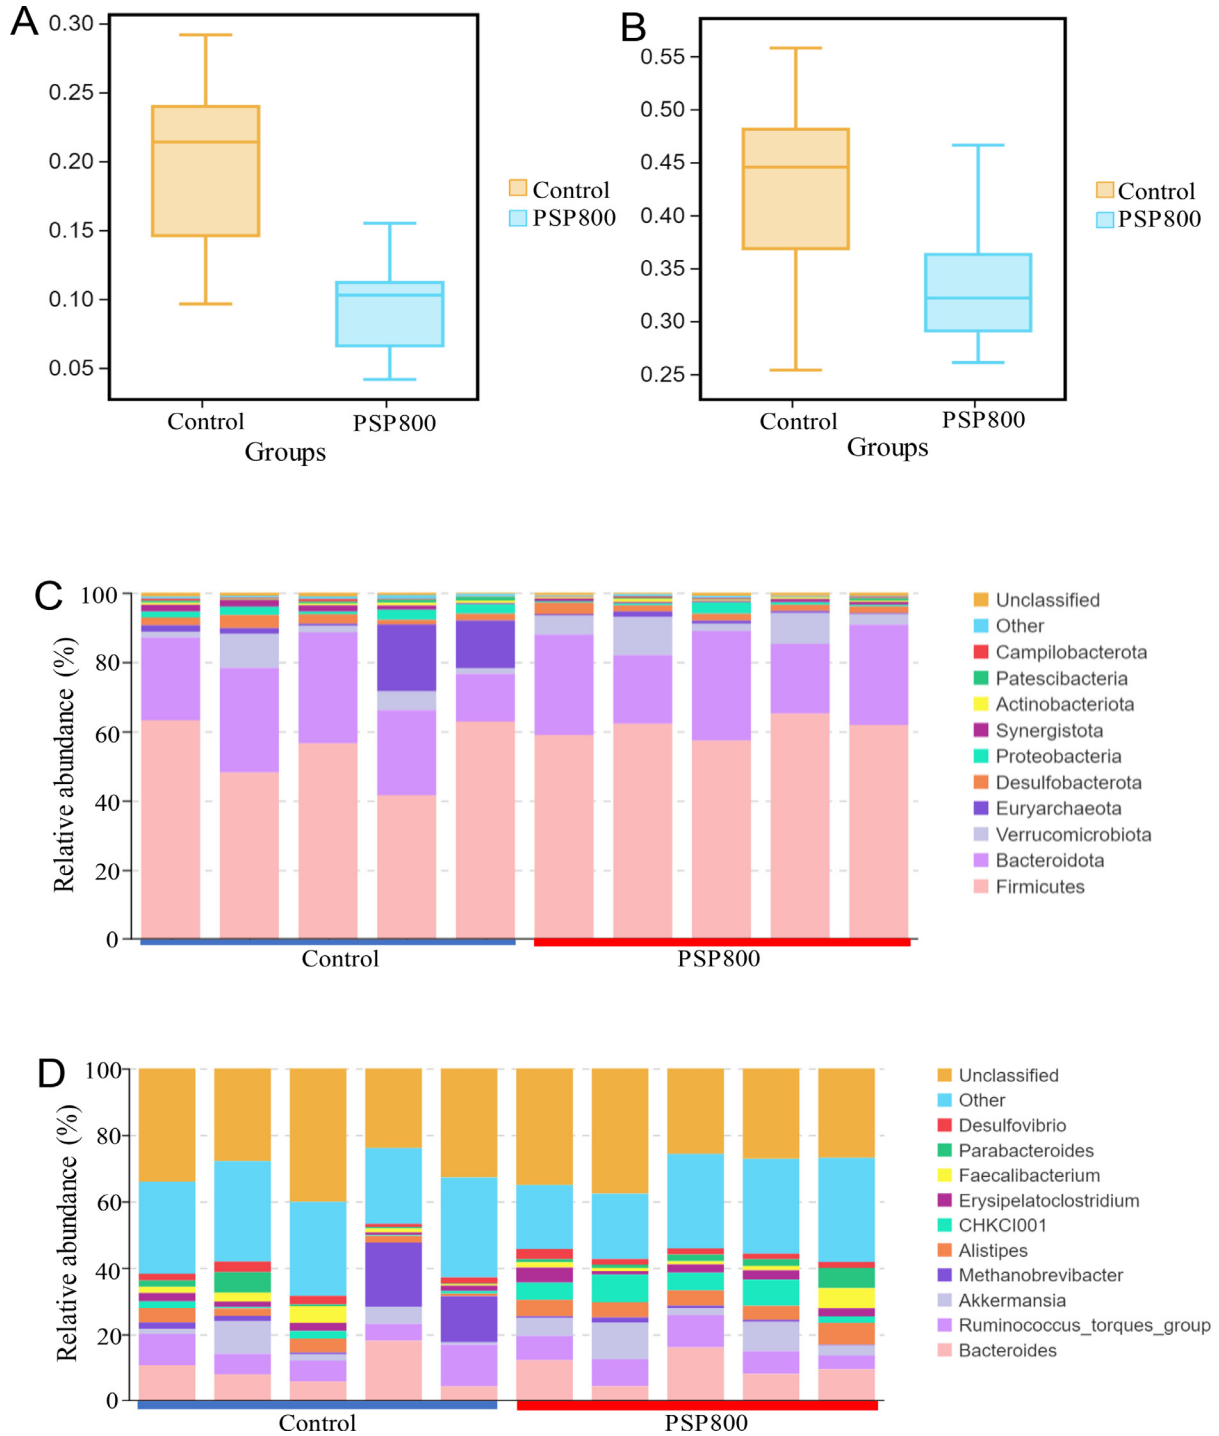 A
0.30
0.25
0.20
0.15
0.10
0.05
Control
PSP800
Groups
Control
PSP800
B
0.55
0.50
0.45
0.40
0.35
0.30
0.25
Control
PSP800
Groups
Control
PSP800
C
Relative abundance (%)
100
80
60
40
20
0
Control
PSP800
Unclassified
Other
Campilobacterota
Patescibacteria
Actinobacteriota
Synergistota
Proteobacteria
Desulfobacterota
Euryarchaeota
Verrucomicrobiota
Bacteroidota
Firmicutes
D
Relative abundance (%)
100
80
60
40
20
0
Control
PSP800
Unclassified
Other
Desulfovibrio
Parabacteroides
Faecalibacterium
Erysipelatoclostridium
CHKCI001
Alistipes
Methanobrevibacter
Akkermansia
Ruminococcus_torques_group
Bacteroides